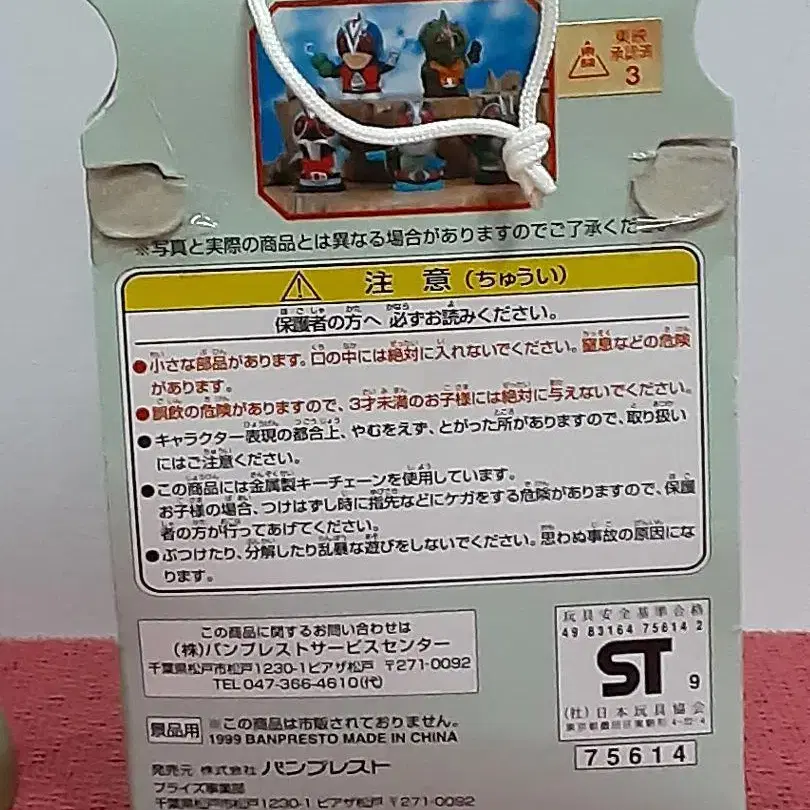 東映
承認済
3
※写真と実際の商品とは異なる場合がありますのでご了承くだ
注意(ちゅうい)
保護者の方へ 必ずお読みください。
●小さな部品があります。口の中には絶対に入れないでください。窒息などの危険
があります。
●誤飲の危険がありますので、3才未満のお子様には絶対に与えないでください。
●キャラクター表現の都合上、やむをえず、とがった所がありますので、取り扱い
にはご注意ください。
●この商品には金属製キーチェーンを使用しています。
お子様の場合、つけはずし時に指先などにケガをする危険がありますので、保護
者の方が行ってあげてください。
●ぶつけたり、分解したり乱暴な遊びをしないでください。思わぬ事故の原因にな
ります。
この商品に関するお問い合わせは
(株)バンプレストサービスセンター
千葉県松戸市松戸1230-1ピアザ松戸 〒271-0092
TEL 047-366-4610(代)
景品用 ※この商品は市販されておりません。
1999 BANPRESTO MADE IN CHINA
発売元 株式会社 バンプレスト
プライズ事業部
千葉県松戸市松戸1230-1ピアザ松戸 〒271-0092
玩具安全基準合格
49 83164 75614 2
ST 9
(社)日本玩具協会
東京都墨田区東駒形4-22-4
75614